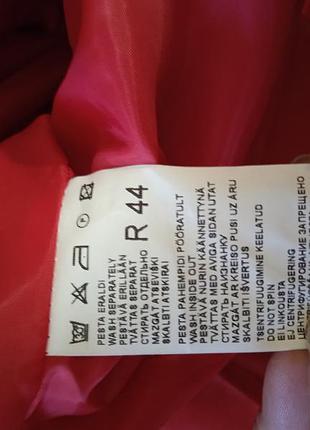 R 44
PESTA ERALDI
WASH SEPARATELY
PESTÄVÄ ERILLÄÄN
TVÄTTAS SEPARAT
СТИРАТЬ ОТДЕЛЬНО
MAZGĀT ATSEVIŠĶI
SKALBTI ATSKIRAI
PESTA PAHEMPIDI PÖÖRATULT
WASH INSIDE OUT
PESTÄVÄ NURIN KÄÄNNETTYNÄ
TVÄTTAS MED AVIGA SIDAN UTÅT
СТИРАТЬ НАИЗНАНКУ
MAZGĀT AR KREISO PUSI UZ ĀRU
SKALBITI IŠVERTUS
TSENTRIFUUGIMINE KEELATUD
DO NOT SPIN
EI LINKOUSTA
EJ CENTRIFUGERING
ЦЕНТРИФУГИРОВАНИЕ ЗАПРЕЩЕНО